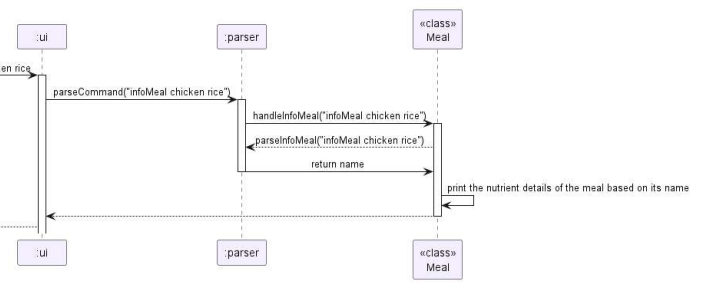 :ui
:parser
«class»
Meal
en rice
parseCommand("infoMeal chicken rice")
handleInfoMeal("infoMeal chicken rice")
parseInfoMeal("infoMeal chicken rice")
return name
print the nutrient details of the meal based on its name
:ui
:parser
«class»
Meal